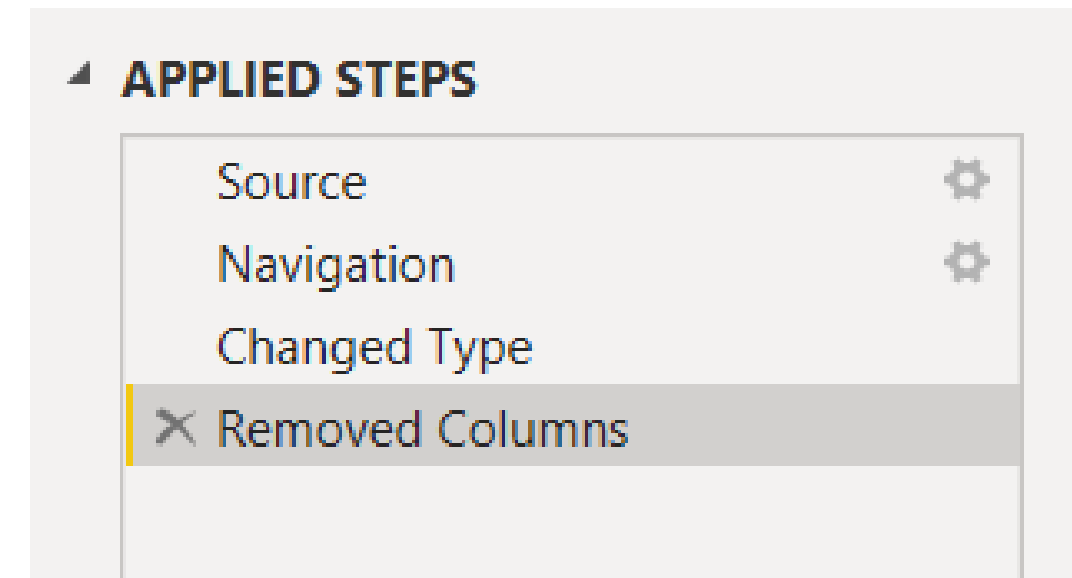 APPLIED STEPS
Source
Navigation
Changed Type
Removed Columns